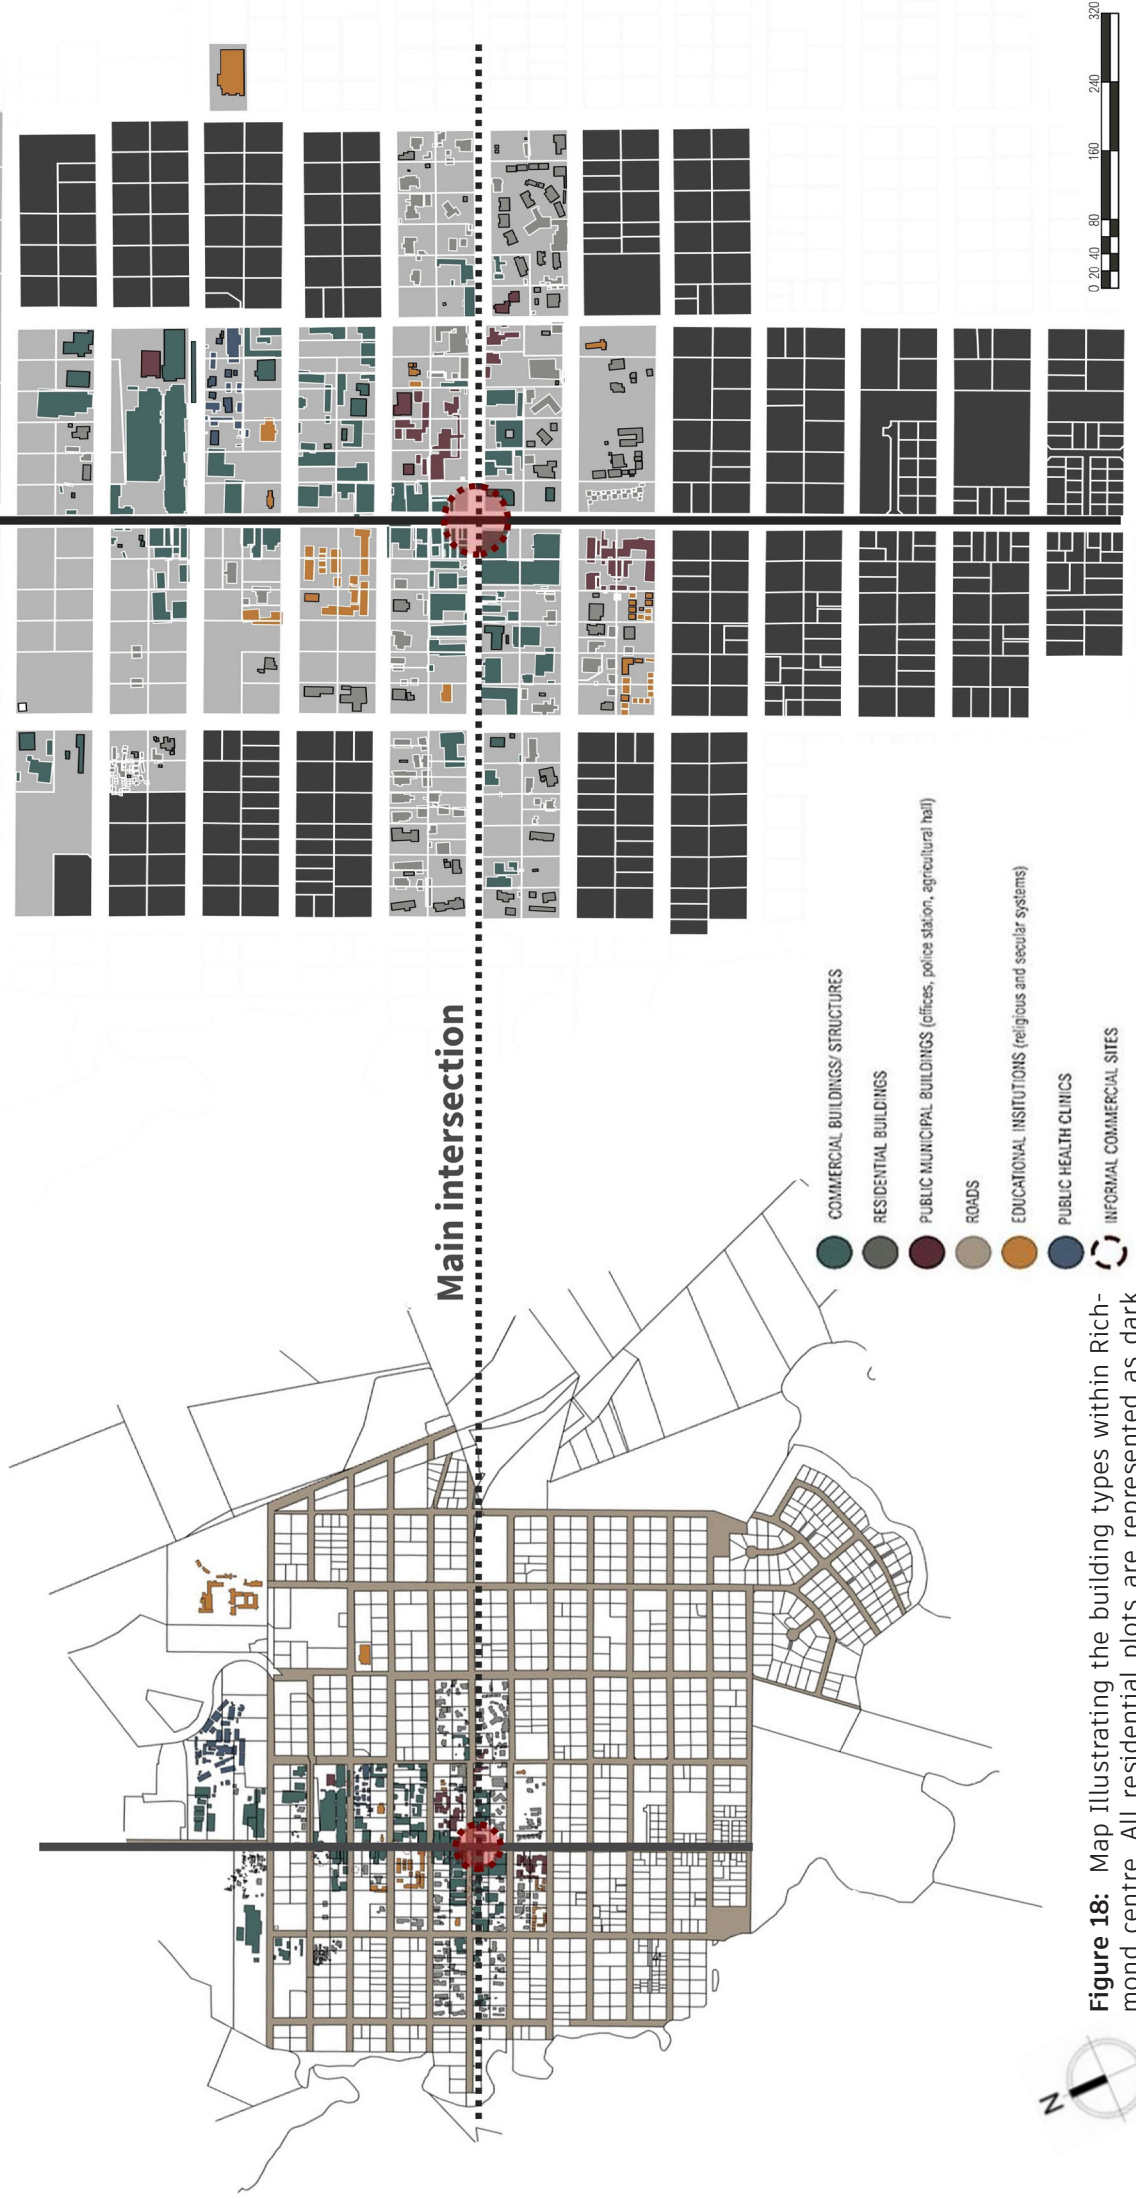 Main intersection
0 20 40 80 160 240 320
COMMERCIAL BUILDINGS/ STRUCTURES
RESIDENTIAL BUILDINGS
PUBLIC MUNICIPAL BUILDINGS (offices, police station, agricultural hall)
ROADS
EDUCATIONAL INSITUTIONS (religious and secular systems)
PUBLIC HEALTH CLINICS
INFORMAL COMMERCIAL SITES
N
Figure 18: Map Illustrating the building types within Rich-
mond centre. All residential plots are represented as dark